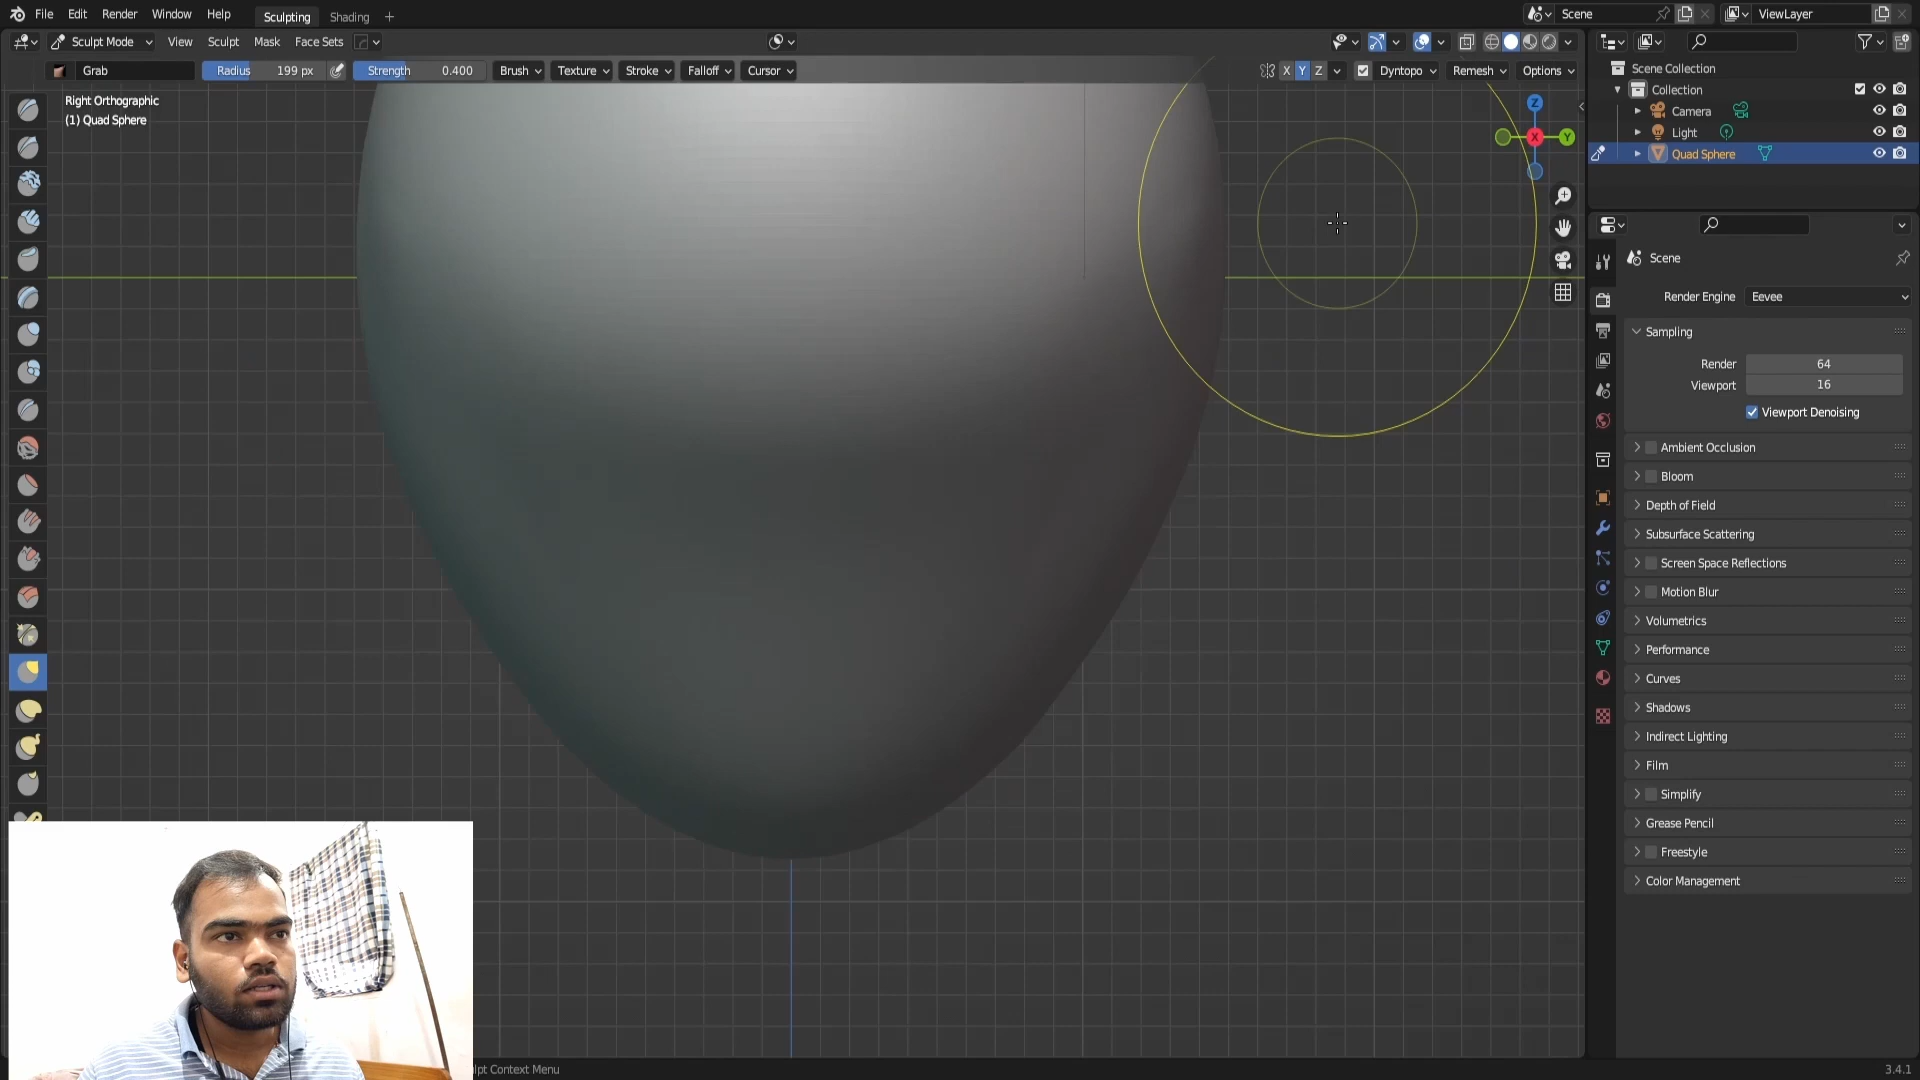 File Edit Render Window Help Sculpting Shading + Scene ViewLayer
Sculpt Mode View Sculpt Mask Face Sets
Grab Radius 199 px Strength 0.400 Brush Texture Stroke Falloff Cursor X Y Z Dyntopo Remesh Options
Right Orthographic
(1) Quad Sphere
Z
X
Y
Scene Collection
Collection
Camera
Light
Quad Sphere
Scene
Render Engine Eevee
Sampling
Render 64
Viewport 16
Viewport Denoising
Ambient Occlusion
Bloom
Depth of Field
Subsurface Scattering
Screen Space Reflections
Motion Blur
Volumetrics
Performance
Curves
Shadows
Indirect Lighting
Film
Simplify
Grease Pencil
Freestyle
Color Management
lpt Context Menu
3.4.1